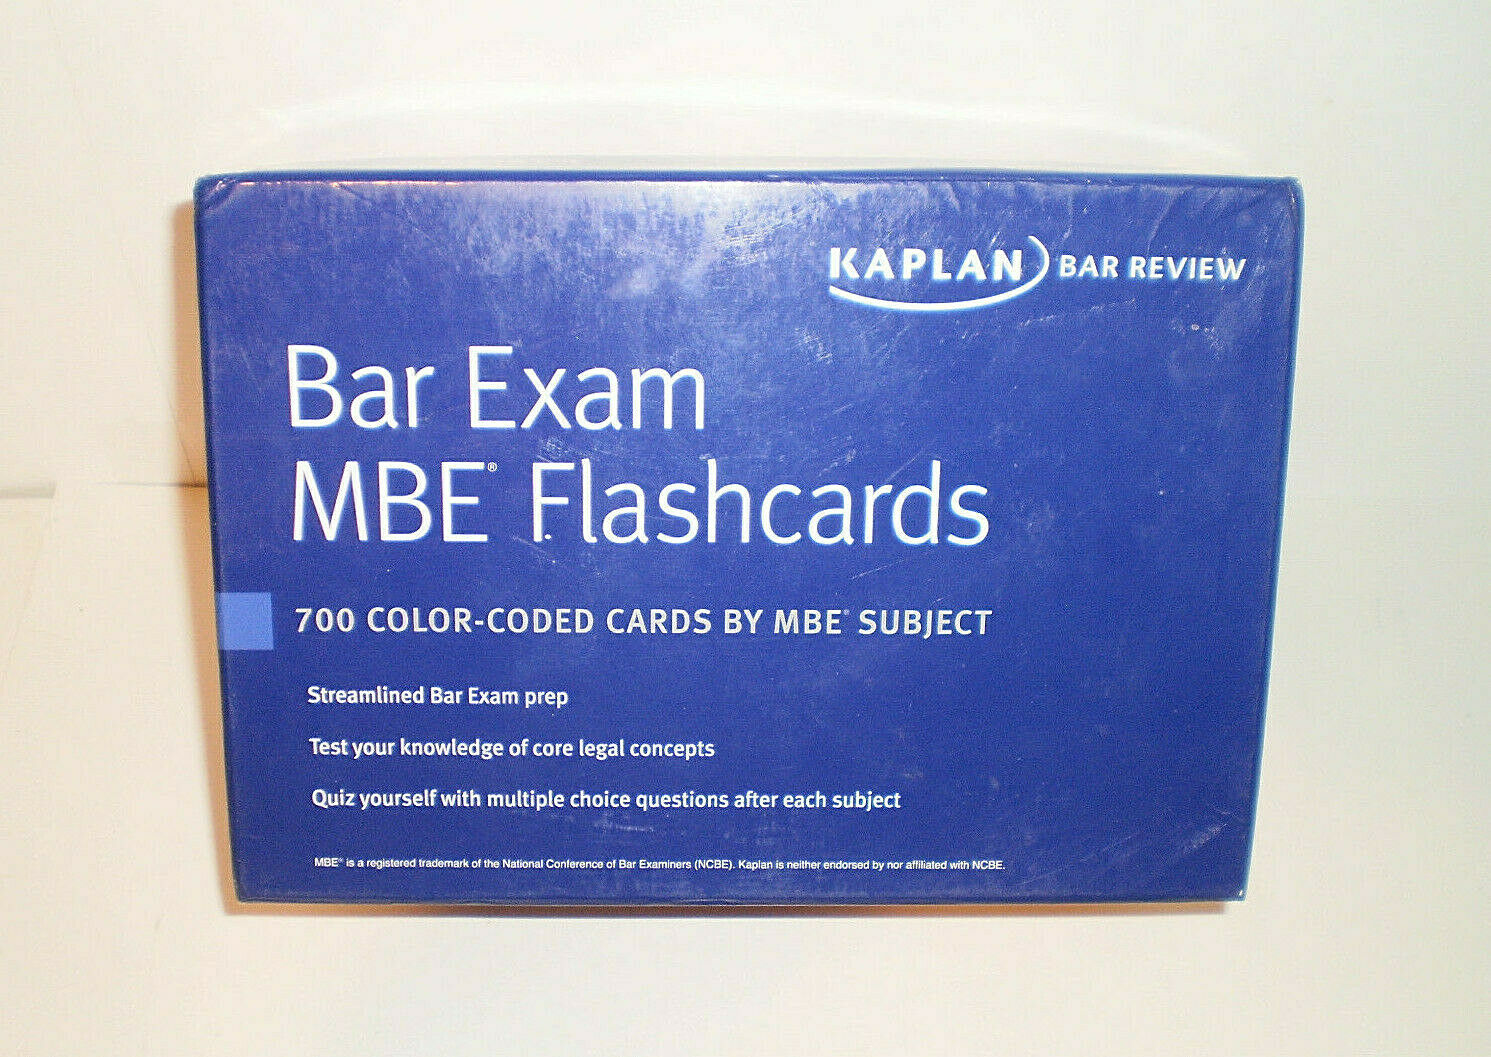 KAPLAN BAR REVIEW
Bar Exam
MBE® Flashcards
700 COLOR-CODED CARDS BY MBE® SUBJECT
Streamlined Bar Exam prep
Test your knowledge of core legal concepts
Quiz yourself with multiple choice questions after each subject
MBE® is a registered trademark of the National Conference of Bar Examiners (NCBE). Kaplan is neither endorsed by nor affiliated with NCBE.